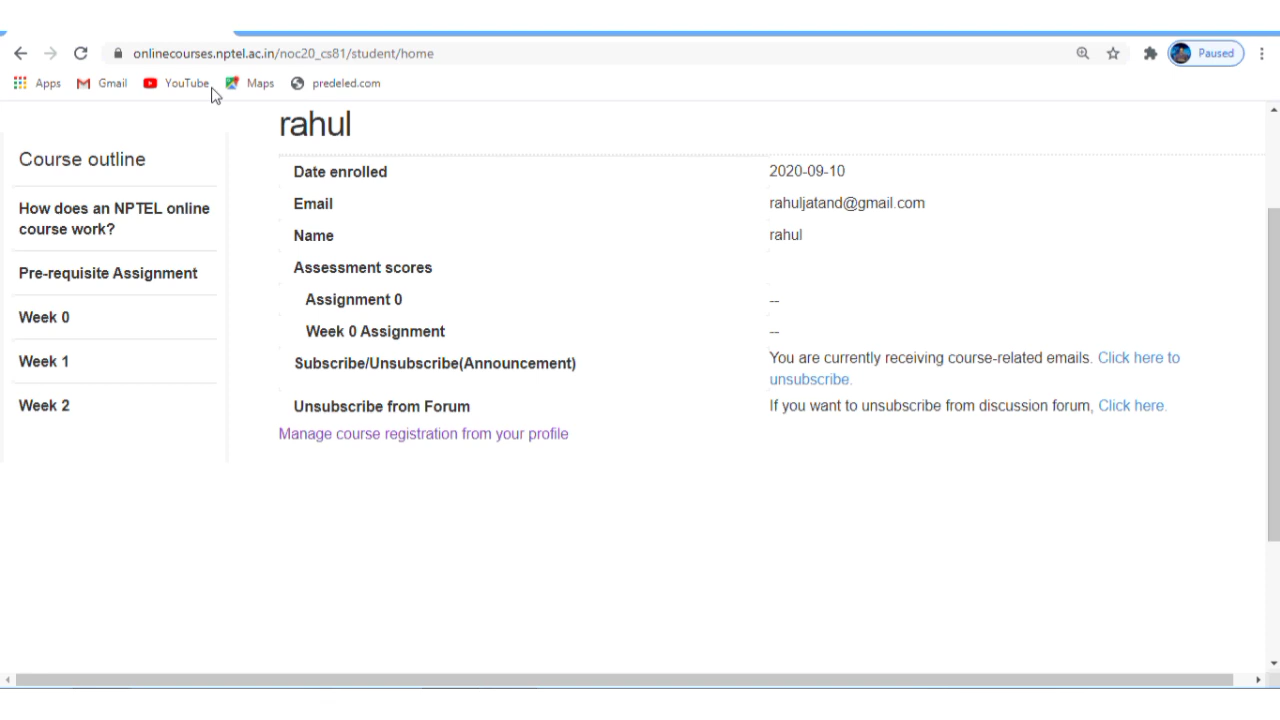 onlinecourses.nptel.ac.in/noc20_cs81/student/home
Paused
Apps Gmail YouTube Maps predeled.com
rahul
Course outline
How does an NPTEL online
course work?
Pre-requisite Assignment
Week 0
Week 1
Week 2
Date enrolled 2020-09-10
Email rahuljatand@gmail.com
Name rahul
Assessment scores
Assignment 0 --
Week 0 Assignment --
Subscribe/Unsubscribe(Announcement) You are currently receiving course-related emails. Click here to
unsubscribe.
Unsubscribe from Forum If you want to unsubscribe from discussion forum, Click here.
Manage course registration from your profile